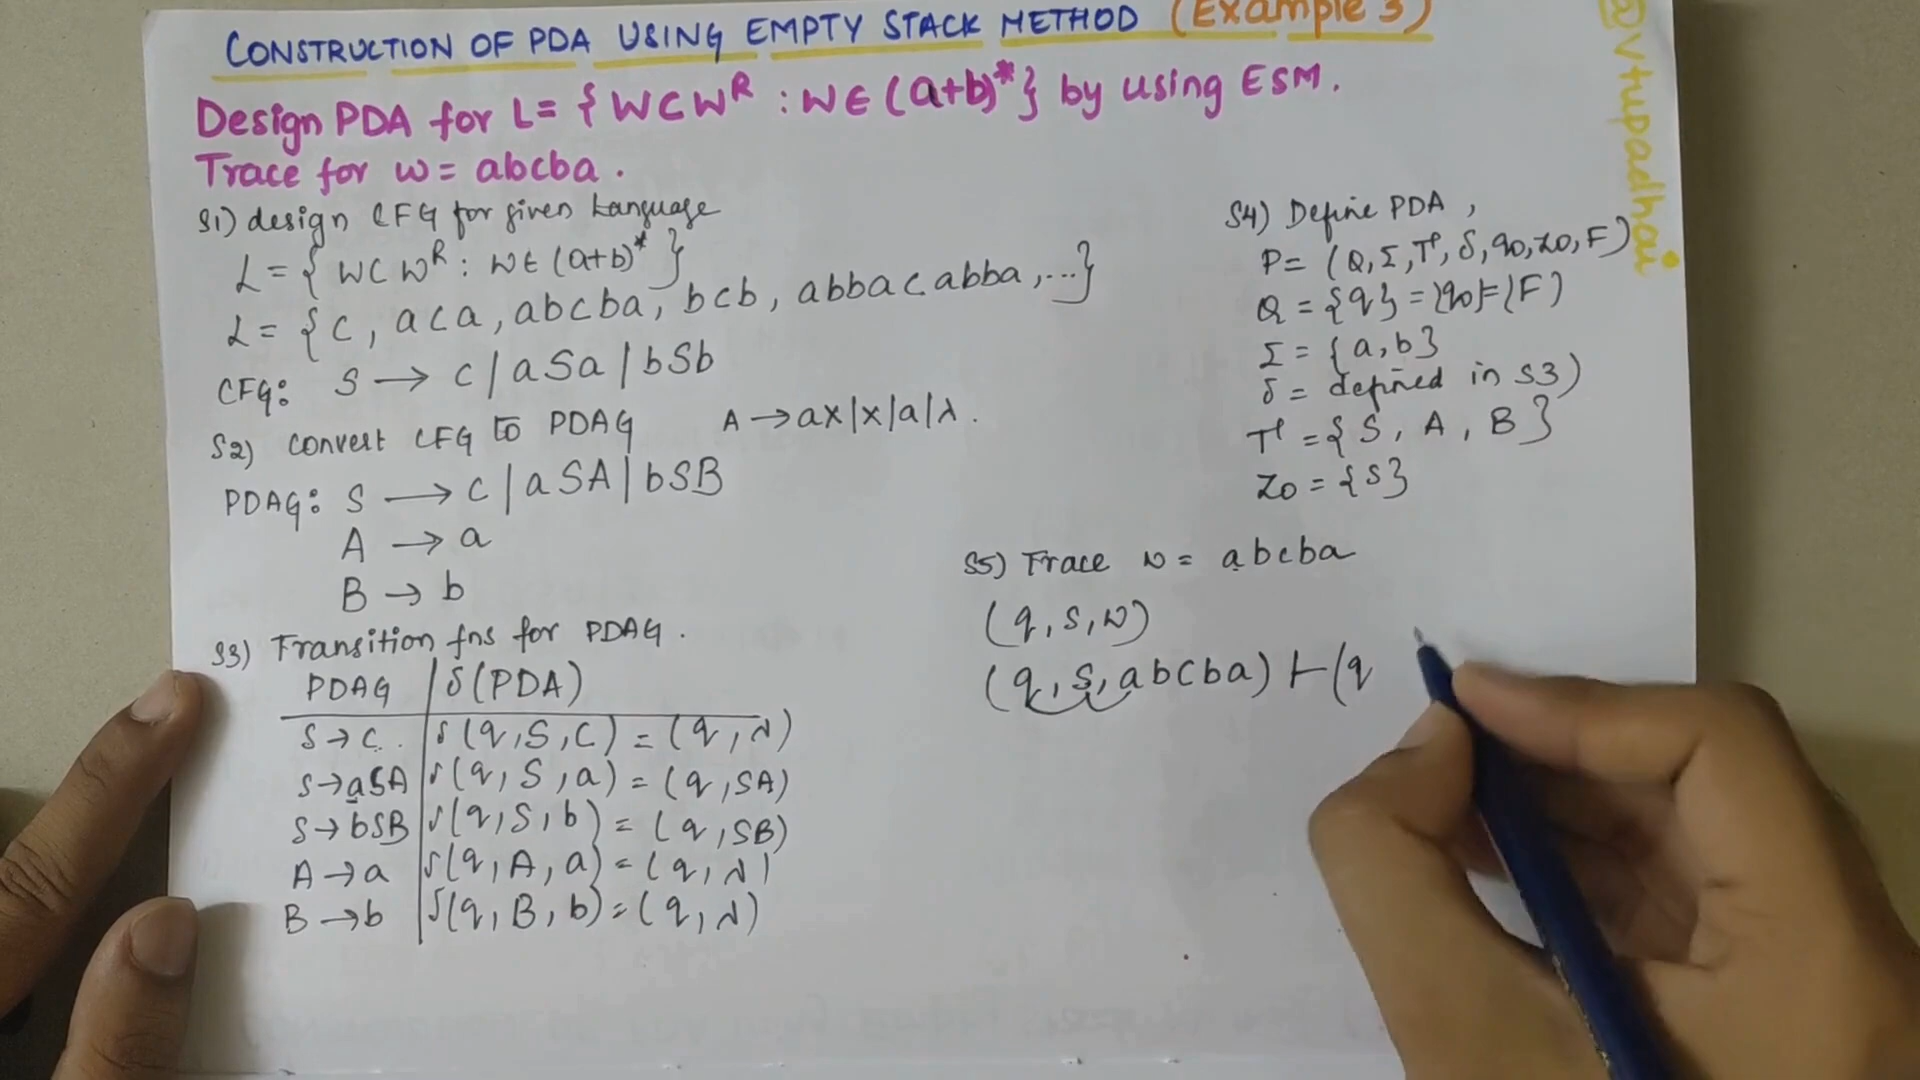 CONSTRUCTION OF PDA USING EMPTY STACK METHOD (Example 3)
Design PDA for L= {WCW^R : W∈(a+b)*} by using ESM.
Trace for w= abcba.
S1) design CFG for given Language
L={ WCW^R : W∈(a+b)* }
L= {C, aca, abcba, bcb, abbacabba,...}
CFG: S → C | aSa | bSb
S2) Convert CFG to PDAG A → ax|x|a|λ.
PDAG: S → C | aSA | bSB
A → a
B → b
S3) Transition fns for PDAG.
PDAG | δ(PDA)
S→C. δ(q,S,C) = (q,λ)
S→aSA δ(q,S,a) = (q,SA)
S→bSB δ(q,S,b) = (q,SB)
A→a δ(q,A,a) = (q,λ)
B→b δ(q,B,b) = (q,λ)
S4) Define PDA,
P= (Q,Σ,Γ,δ,q0,z0,F)
Q = {q} = {q0} = {F}
Σ = {a,b}
δ = defined in S3)
Γ = {S, A, B}
Z0 = {S}
S5) Trace w = abcba
(q,S,w)
(q,S,abcba) ⊢ (q
@vtupadhai